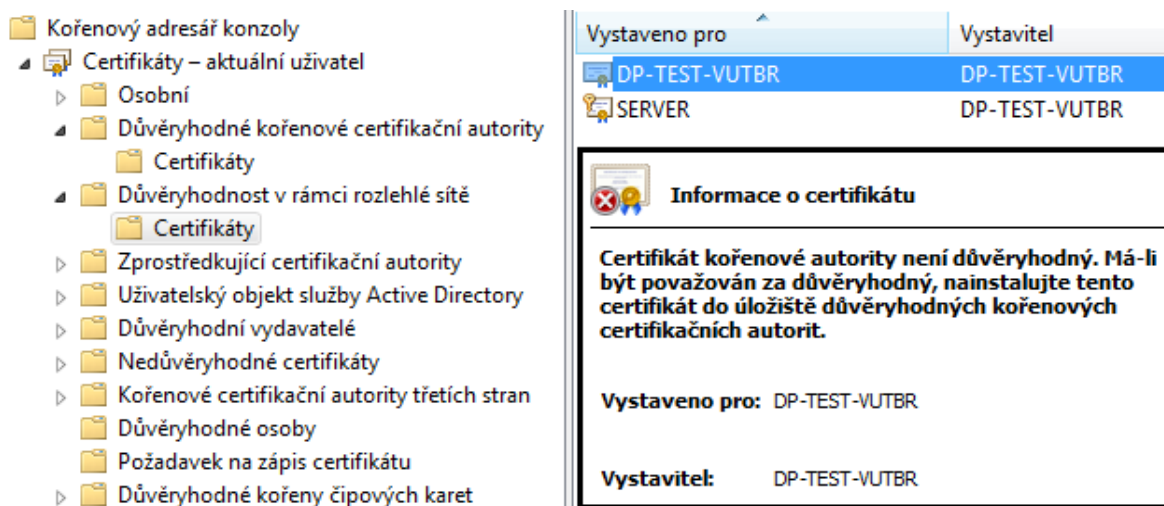 Kořenový adresář konzoly
Certifikáty – aktuální uživatel
Osobní
Důvěryhodné kořenové certifikační autority
Certifikáty
Důvěryhodnost v rámci rozlehlé sítě
Certifikáty
Zprostředkující certifikační autority
Uživatelský objekt služby Active Directory
Důvěryhodní vydavatelé
Nedůvěryhodné certifikáty
Kořenové certifikační autority třetích stran
Důvěryhodné osoby
Požadavek na zápis certifikátu
Důvěryhodné kořeny čipových karet
Vystaveno pro Vystavitel
DP-TEST-VUTBR DP-TEST-VUTBR
SERVER DP-TEST-VUTBR
Informace o certifikátu
Certifikát kořenové autority není důvěryhodný. Má-li
být považován za důvěryhodný, nainstalujte tento
certifikát do úložiště důvěryhodných kořenových
certifikačních autorit.
Vystaveno pro: DP-TEST-VUTBR
Vystavitel: DP-TEST-VUTBR